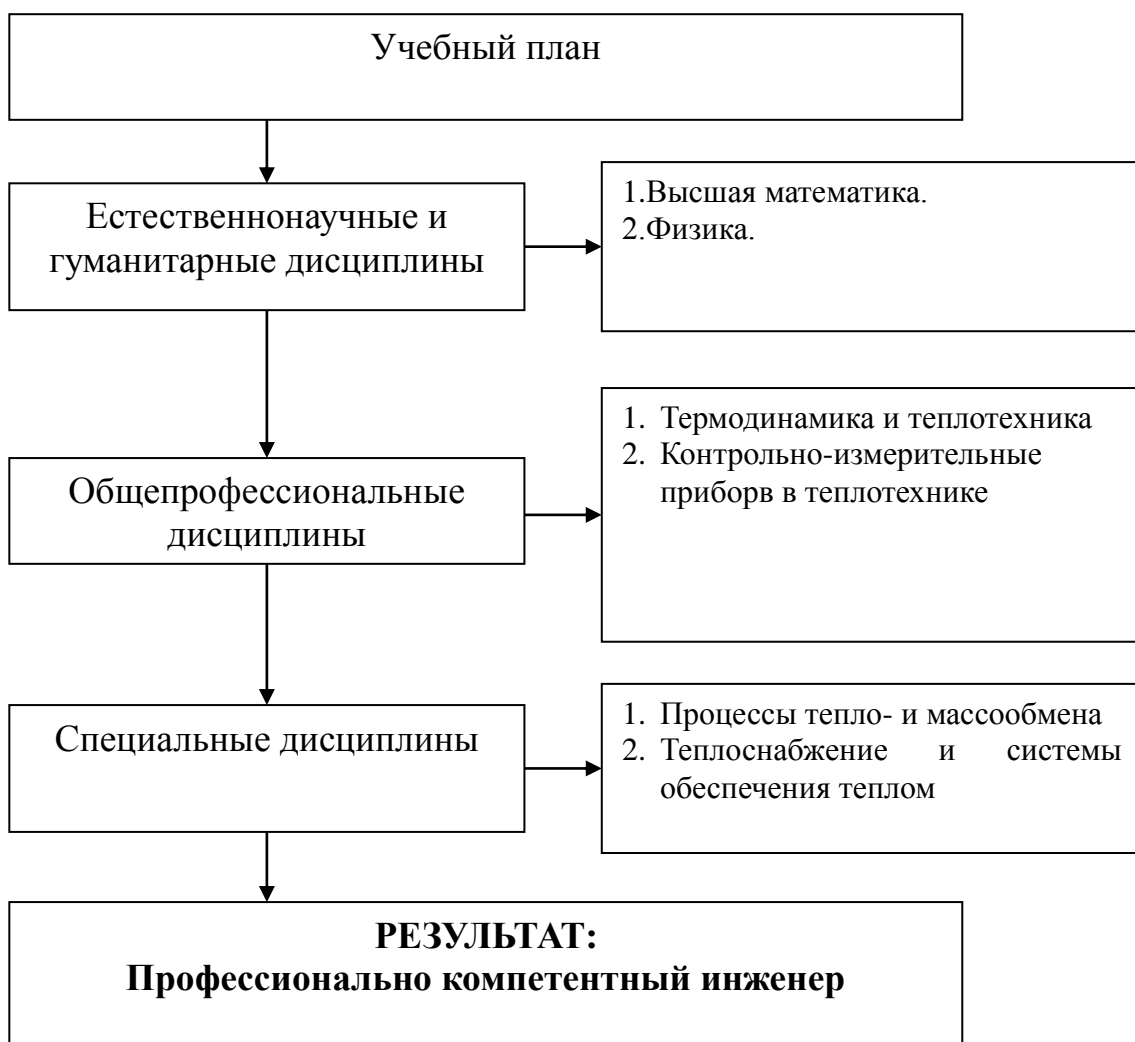 Учебный план
Естественнонаучные и
гуманитарные дисциплины
1.Высшая математика.
2.Физика.
Общепрофессиональные
дисциплины
1. Термодинамика и теплотехника
2. Контрольно-измерительные
приборв в теплотехнике
Специальные дисциплины
1. Процессы тепло- и массообмена
2. Теплоснабжение и системы
обеспечения теплом
РЕЗУЛЬТАТ:
Профессионально компетентный инженер